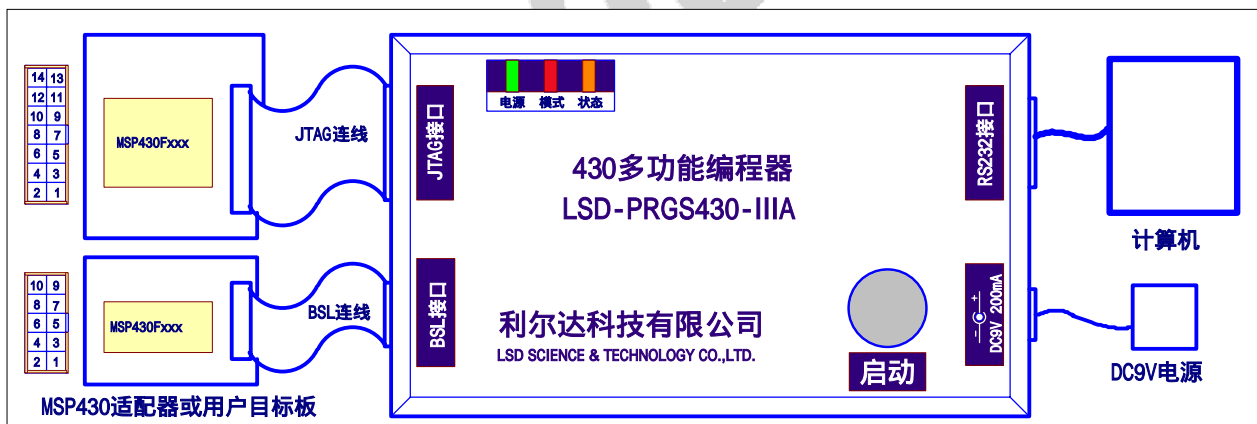 14 13
12 11
10 9
8 7
6 5
4 3
2 1
MSP430Fxxx
JTAG连线
JTAG接口
电源 模式 状态
430多功能编程器
LSD-PRGS430-IIIA
RS232接口
计算机
10 9
8 7
6 5
4 3
2 1
MSP430Fxxx
BSL连线
BSL接口
利尔达科技有限公司
LSD SCIENCE & TECHNOLOGY CO.,LTD.
启动
DC9V 200mA
- +
DC9V电源
MSP430适配器或用户目标板